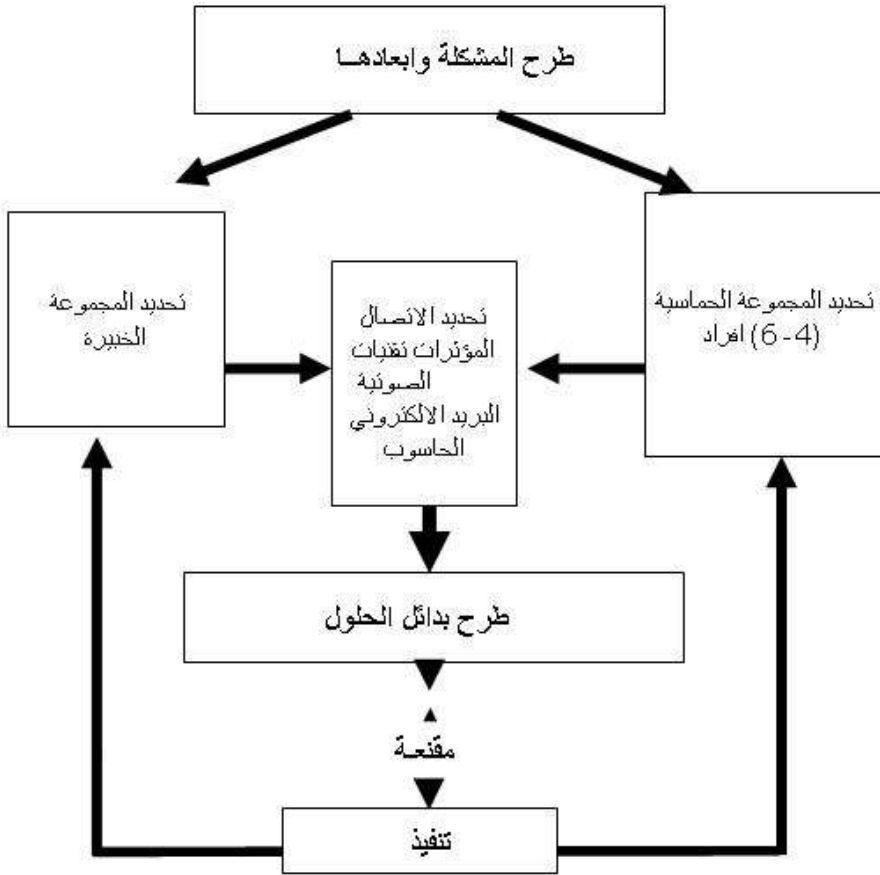 طرح المشكلة وابعادهـا
تحديد المجموعة الحماسية
(4-6) افراد
تحديد الاتصال
المؤثرات تقنيات
الصوتية
البريد الالكتروني
الحاسوب
تحديد المجموعة
الخبيرة
طرح بدائل الحلول
مقنعـة
تنفيذ